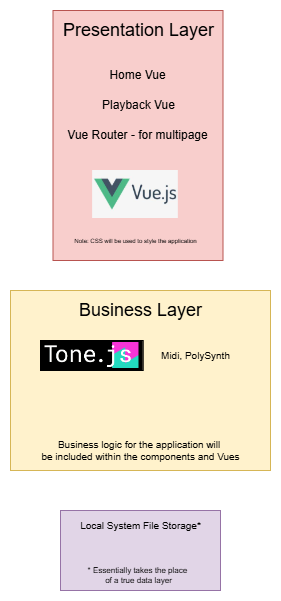 Presentation Layer
Home Vue
Playback Vue
Vue Router - for multipage
Vue.js
Note: CSS will be used to style the application
Business Layer
Tone.js
Midi, PolySynth
Business logic for the application will
be included within the components and Vues
Local System File Storage*
* Essentially takes the place
of a true data layer